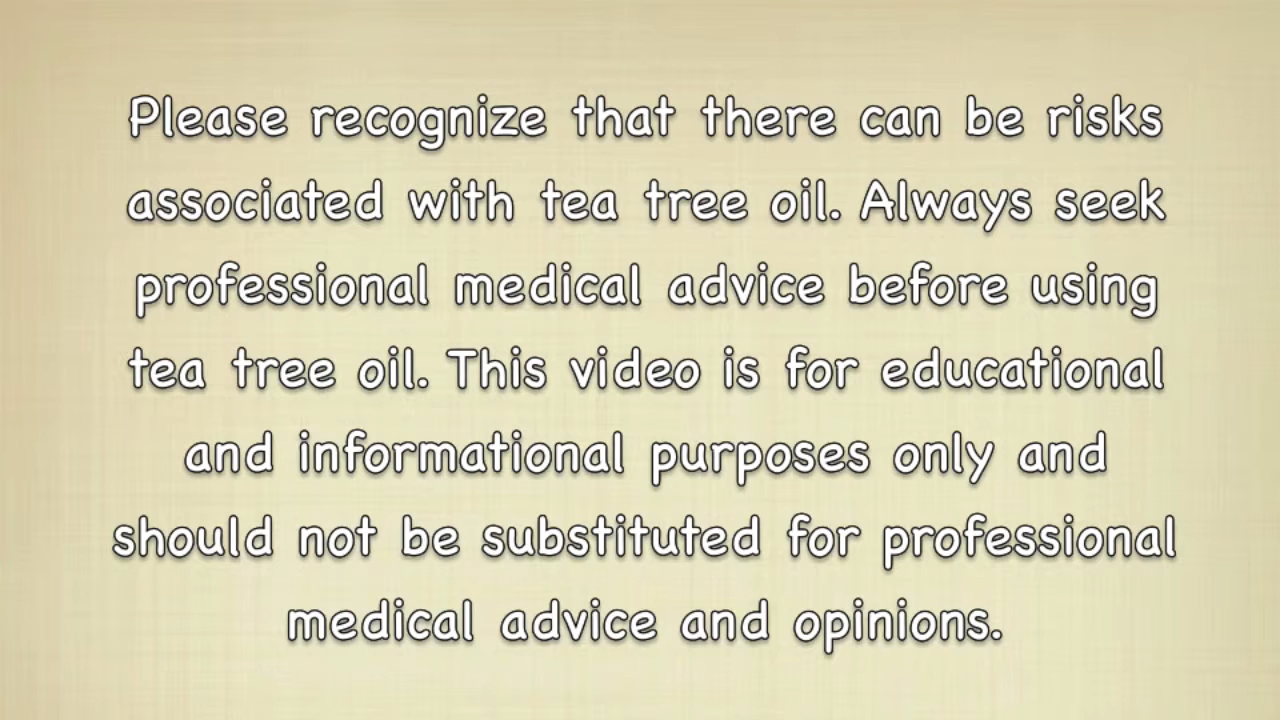 Please recognize that there can be risks
associated with tea tree oil. Always seek
professional medical advice before using
tea tree oil. This video is for educational
and informational purposes only and
should not be substituted for professional
medical advice and opinions.